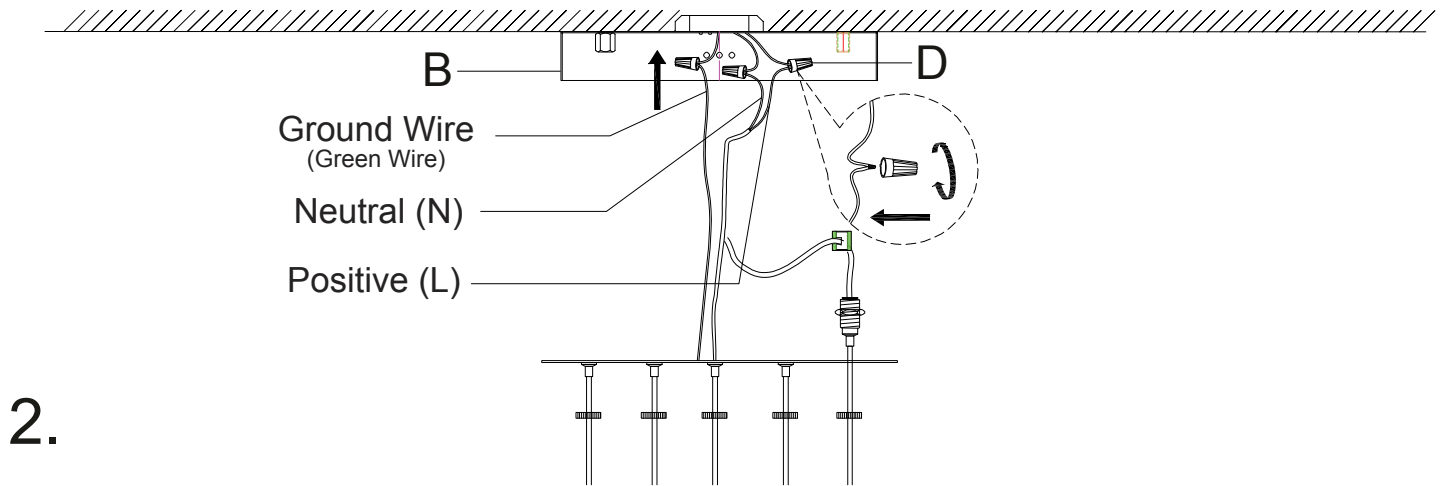 B
D
Ground Wire
(Green Wire)
Neutral (N)
Positive (L)
2.